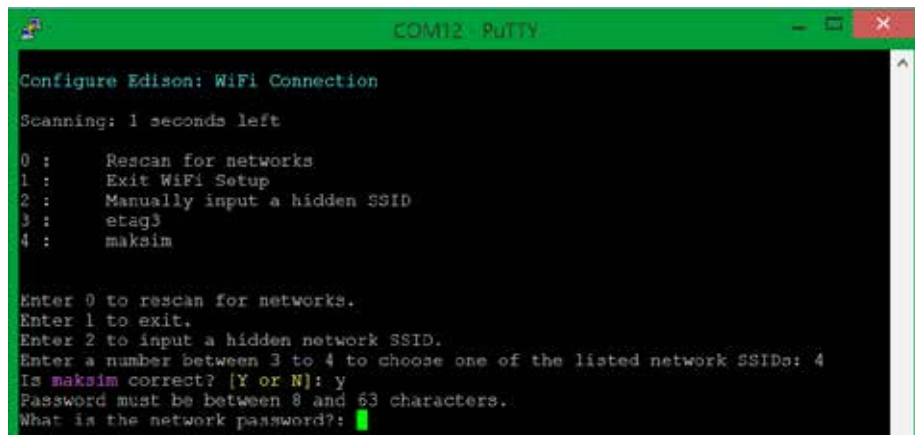 COM12 - PuTTY
Configure Edison: WiFi Connection
Scanning: 1 seconds left
0 : Rescan for networks
1 : Exit WiFi Setup
2 : Manually input a hidden SSID
3 : etag3
4 : maksim
Enter 0 to rescan for networks.
Enter 1 to exit.
Enter 2 to input a hidden network SSID.
Enter a number between 3 to 4 to choose one of the listed network SSIDs: 4
Is maksim correct? [Y or N]: y
Password must be between 8 and 63 characters.
What is the network password?: